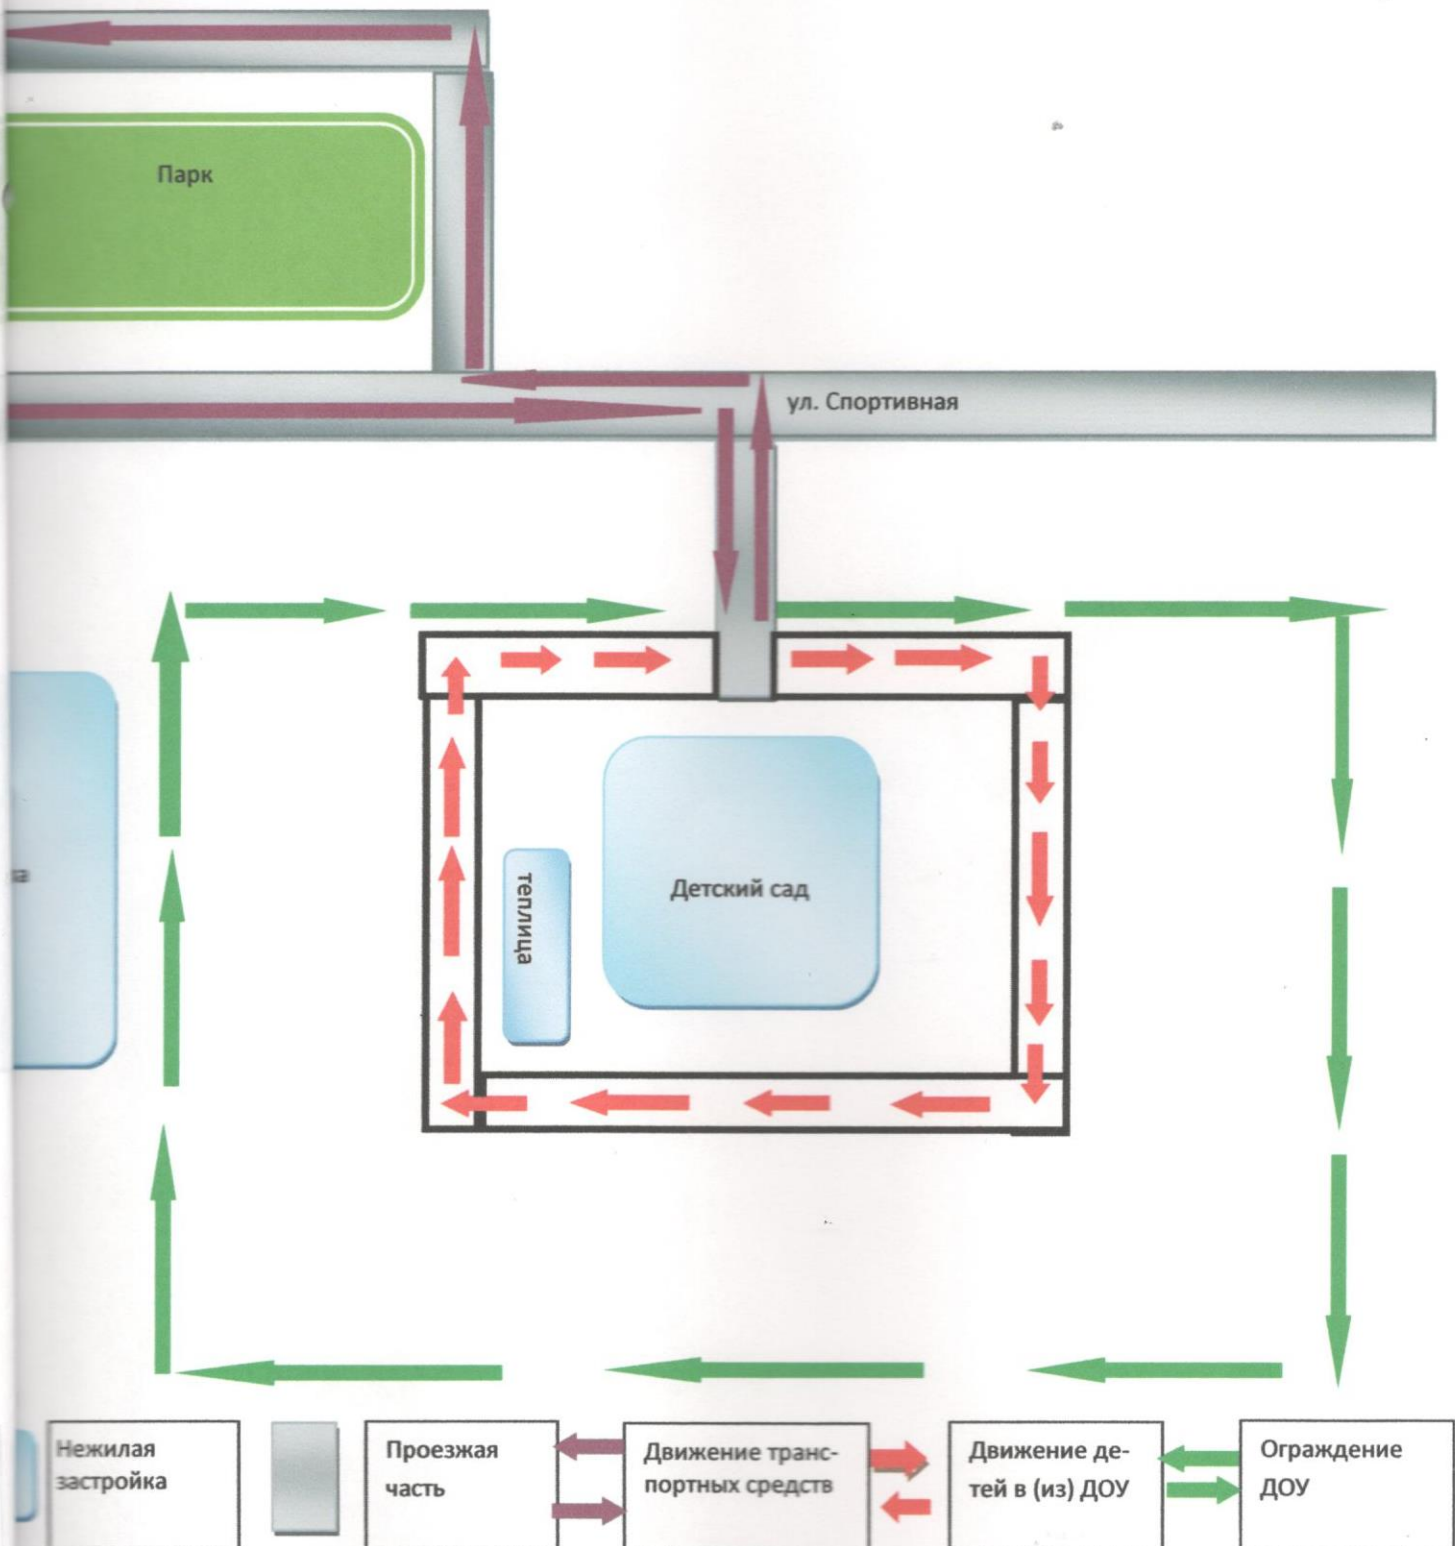 Парк
ул. Спортивная
Детский сад
теплица
Нежилая
застройка
Проезжая
часть
Движение транс-
портных средств
Движение де-
тей в (из) ДОУ
Ограждение
ДОУ